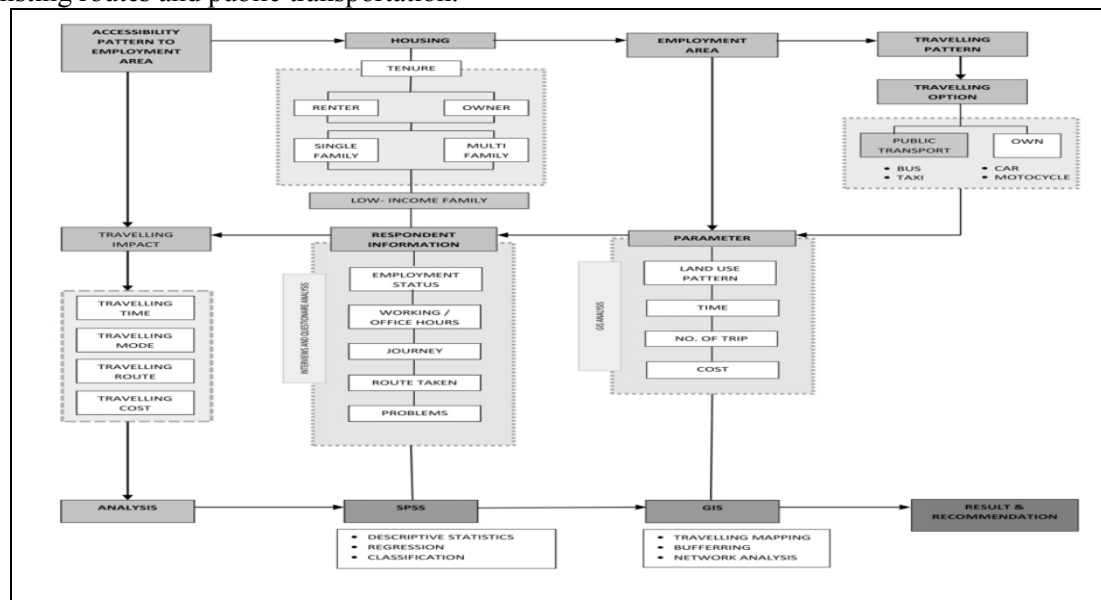 isting routes and public transportation.
ACCESSIBILITY
PATTERN TO
EMPLOYMENT
AREA
HOUSING
EMPLOYMENT
AREA
TRAVELLING
PATTERN
TENURE
TRAVELLING
OPTION
RENTER
OWNER
SINGLE
FAMILY
MULTI
FAMILY
PUBLIC
TRANSPORT
OWN
• BUS
• TAXI
• CAR
• MOTOCYCLE
LOW- INCOME FAMILY
TRAVELLING
IMPACT
RESPONDENT
INFORMATION
PARAMETER
TRAVELLING
TIME
TRAVELLING
MODE
TRAVELLING
ROUTE
TRAVELLING
COST
INTERVIEWS AND QUESTIONAIRE ANALYSIS
EMPLOYMENT
STATUS
WORKING /
OFFICE HOURS
JOURNEY
ROUTE TAKEN
PROBLEMS
GIS ANALYSIS
LAND USE
PATTERN
TIME
NO. OF TRIP
COST
ANALYSIS
SPSS
GIS
RESULT &
RECOMMENDATION
• DESCRIPTIVE STATISTICS
• REGRESSION
• CLASSIFICATION
• TRAVELLING MAPPING
• BUFFERRING
• NETWORK ANALYSIS